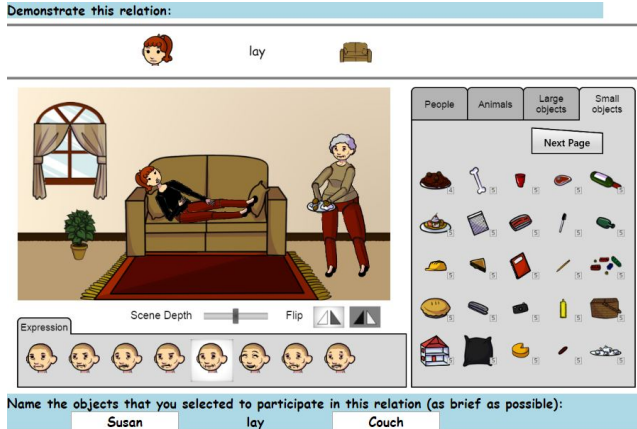 Demonstrate this relation:
lay
People
Animals
Large objects
Small objects
Next Page
Scene Depth
Flip
Expression
Name the objects that you selected to participate in this relation (as brief as possible):
Susan lay Couch